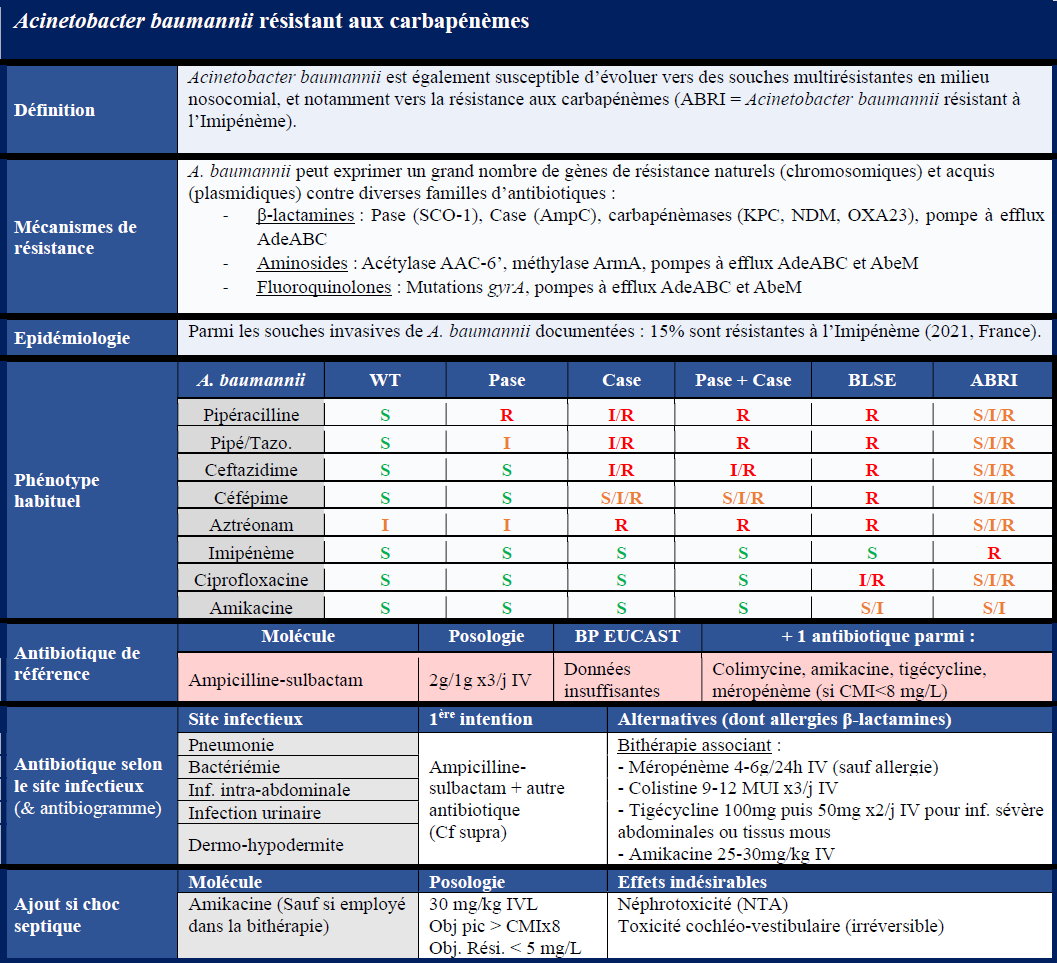 Acinetobacter baumannii résistant aux carbapénèmes
Définition
Acinetobacter baumannii est également susceptible d’évoluer vers des souches multirésistantes en milieu
nosocomial, et notamment vers la résistance aux carbapénèmes (ABRI = Acinetobacter baumannii résistant à
l’Imipénème).
Mécanismes de
résistance
A. baumannii peut exprimer un grand nombre de gènes de résistance naturels (chromosomiques) et acquis
(plasmidiques) contre diverses familles d’antibiotiques :
- β-lactamines : Pase (SCO-1), Case (AmpC), carbapénèmases (KPC, NDM, OXA23), pompe à efflux
AdeABC
- Aminosides : Acétylase AAC-6’, méthylase ArmA, pompes à efflux AdeABC et AbeM
- Fluoroquinolones : Mutations gyrA, pompes à efflux AdeABC et AbeM
Epidémiologie
Parmi les souches invasives de A. baumannii documentées : 15% sont résistantes à l’Imipénème (2021, France).
Phénotype
habituel
A. baumannii WT Pase Case Pase + Case BLSE ABRI
Pipéracilline S R I/R R R S/I/R
Pipé/Tazo. S I I/R R R S/I/R
Ceftazidime S S I/R I/R R S/I/R
Céfépime S S S/I/R S/I/R R S/I/R
Aztréonam I I R R R S/I/R
Imipénème S S S S S R
Ciprofloxacine S S S S I/R S/I/R
Amikacine S S S S S/I S/I
Antibiotique de
référence
Molécule Posologie BP EUCAST + 1 antibiotique parmi :
Ampicilline-sulbactam
2g/1g x3/j IV
Données
insuffisantes
Colimycine, amikacine, tigécycline,
méropénème (si CMI<8 mg/L)
Antibiotique selon
le site infectieux
(& antibiogramme)
Site infectieux 1ère intention Alternatives (dont allergies β-lactamines)
Pneumonie
Bactériémie
Inf. intra-abdominale
Infection urinaire
Dermo-hypodermite
Ampicilline-
sulbactam + autre
antibiotique
(Cf supra)
Bithérapie associant :
- Méropénème 4-6g/24h IV (sauf allergie)
- Colistine 9-12 MUI x3/j IV
- Tigécycline 100mg puis 50mg x2/j IV pour inf. sévère
abdominales ou tissus mous
- Amikacine 25-30mg/kg IV
Ajout si choc
septique
Molécule Posologie Effets indésirables
Amikacine (Sauf si employé
dans la bithérapie)
30 mg/kg IVL
Obj pic > CMIx8
Obj. Rési. < 5 mg/L
Néphrotoxicité (NTA)
Toxicité cochléo-vestibulaire (irréversible)